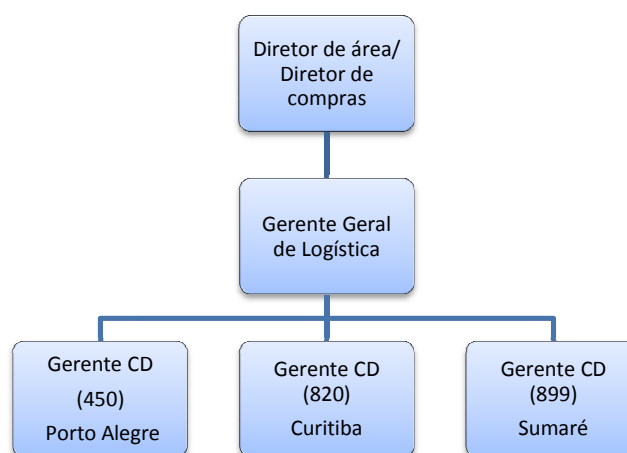 Diretor de área/
Diretor de
compras
Gerente Geral
de Logística
Gerente CD
(450)
Porto Alegre
Gerente CD
(820)
Curitiba
Gerente CD
(899)
Sumaré